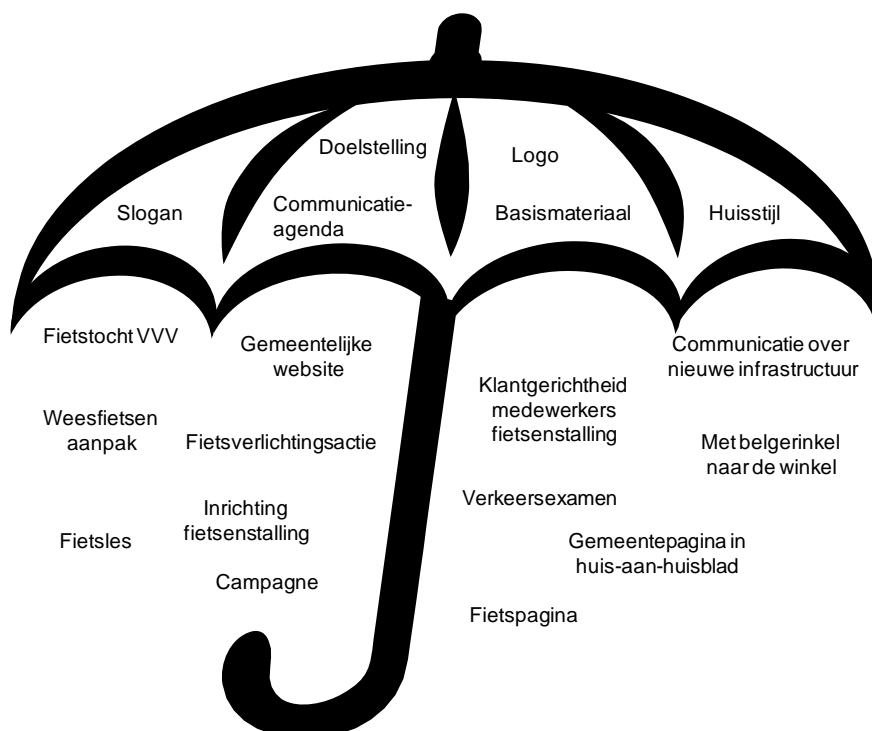 Doelstelling
Logo
Slogan
Communicatie-
agenda
Basismateriaal
Huisstijl
Fietstocht VVV
Gemeentelijke
website
Communicatie over
nieuwe infrastructuur
Klantgerichtheid
medewerkers
fietsenstalling
Weesfietsen
aanpak
Fietsverlichtingsactie
Met belgerinkel
naar de winkel
Verkeersexamen
Inrichting
fietsenstalling
Fietsles
Gemeentepagina in
huis-aan-huisblad
Campagne
Fietspagina